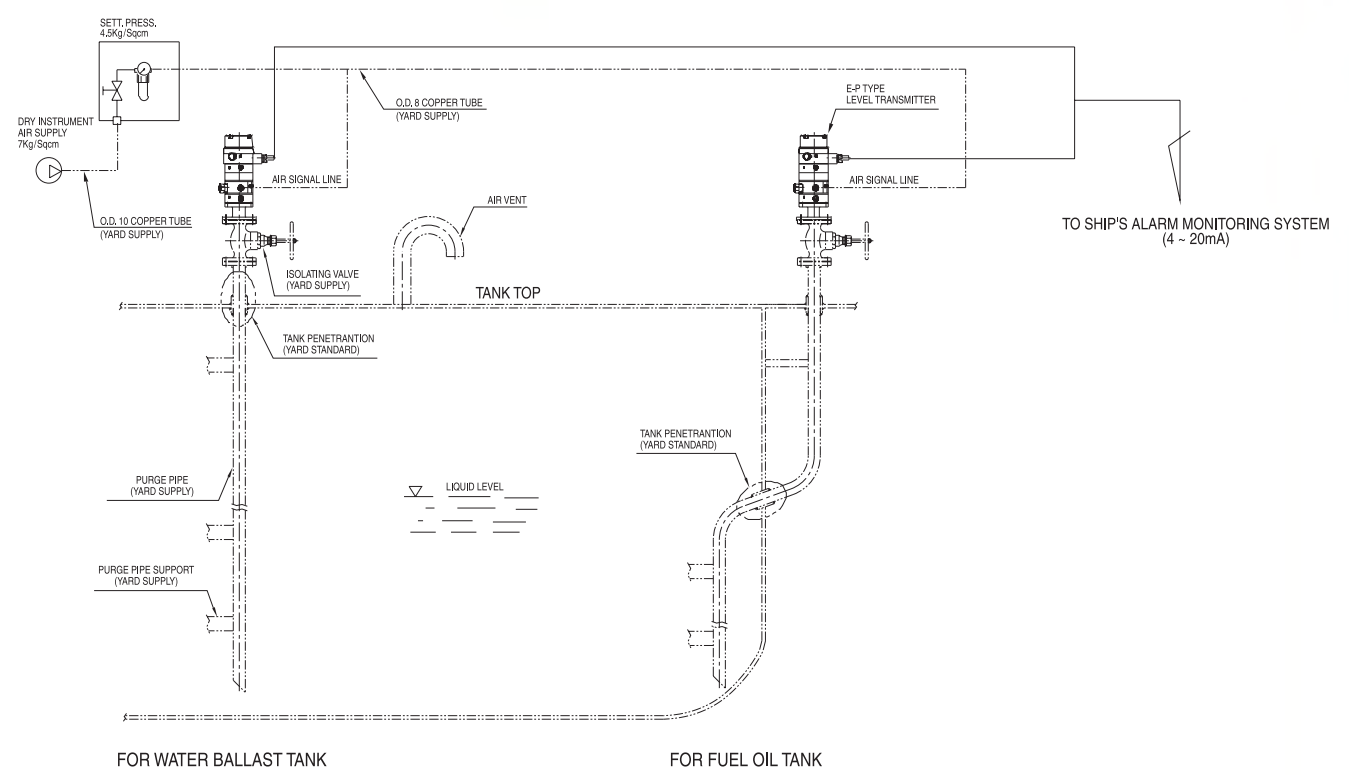 SETT. PRESS.
4.5Kg/Sqcm
DRY INSTRUMENT
AIR SUPPLY
7Kg/Sqcm
O.D. 10 COPPER TUBE
(YARD SUPPLY)
O.D. 8 COPPER TUBE
(YARD SUPPLY)
E-P TYPE
LEVEL TRANSMITTER
AIR SIGNAL LINE
AIR SIGNAL LINE
AIR VENT
TO SHIP'S ALARM MONITORING SYSTEM
(4 ~ 20mA)
ISOLATING VALVE
(YARD SUPPLY)
TANK TOP
TANK PENETRANTION
(YARD STANDARD)
TANK PENETRANTION
(YARD STANDARD)
PURGE PIPE
(YARD SUPPLY)
LIQUID LEVEL
PURGE PIPE SUPPORT
(YARD SUPPLY)
FOR WATER BALLAST TANK
FOR FUEL OIL TANK